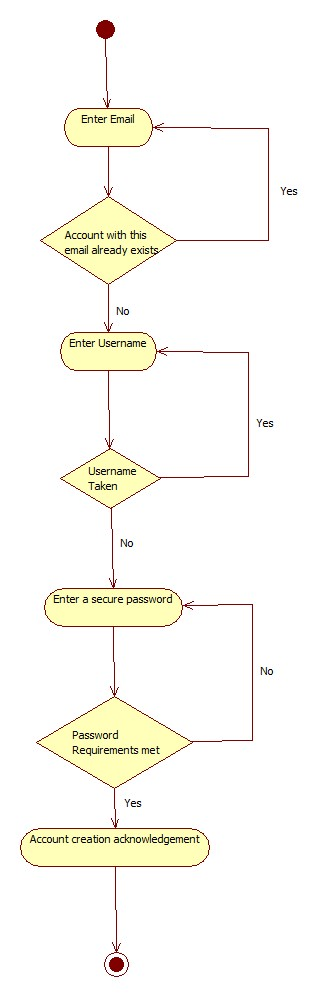 Enter Email
Yes
Account with this
email already exists
No
Enter Username
Yes
Username
Taken
No
Enter a secure password
No
Password
Requirements met
Yes
Account creation acknowledgement